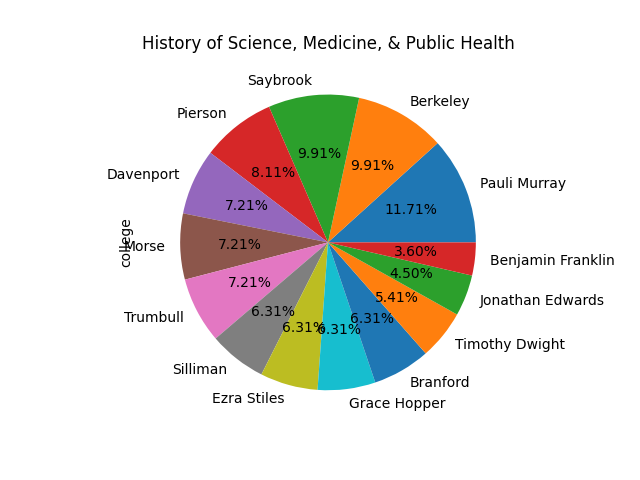 History of Science, Medicine, & Public Health
Saybrook
Berkeley
Pierson
Davenport
Pauli Murray
college
Morse
Benjamin Franklin
Trumbull
Jonathan Edwards
Silliman
Timothy Dwight
Ezra Stiles
Grace Hopper
Branford
11.71%
9.91%
9.91%
8.11%
7.21%
7.21%
7.21%
6.31%
6.31%
6.31%
6.31%
5.41%
4.50%
3.60%